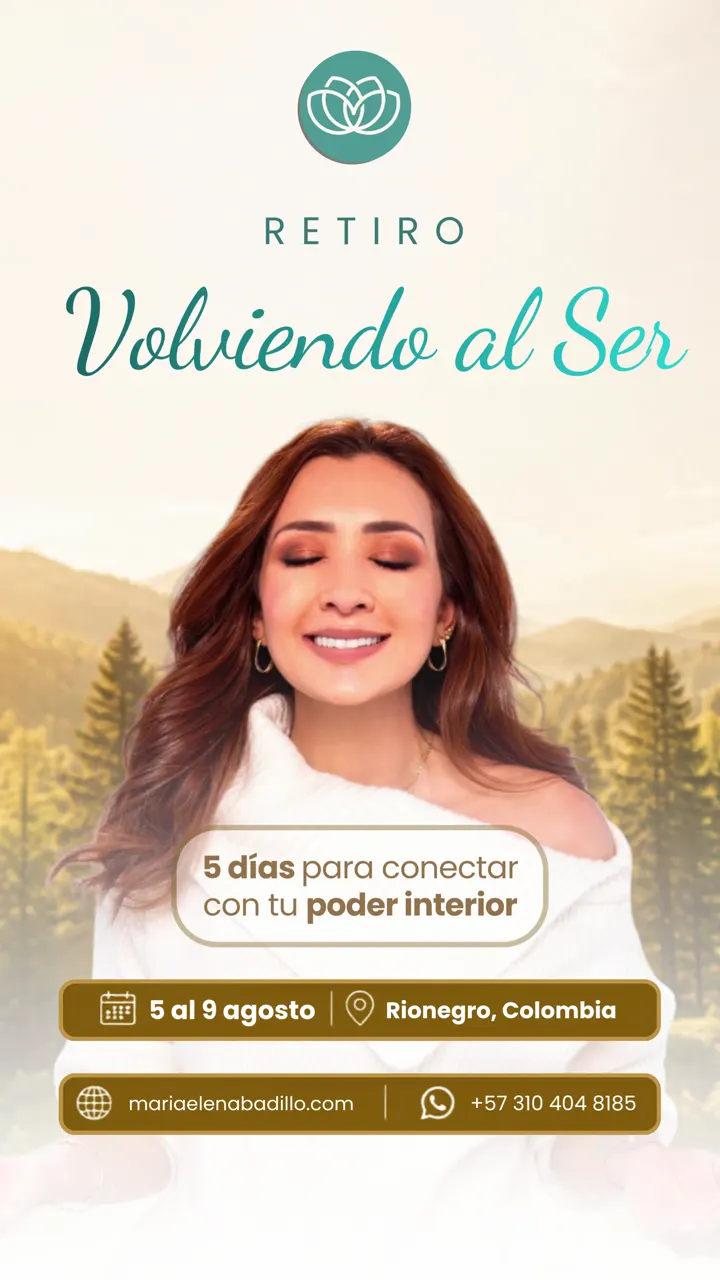 RETIRO
Volviendo al Ser
5 días para conectar
con tu poder interior
5 al 9 agosto | Rionegro, Colombia
mariaelenabadillo.com | +57 310 404 8185